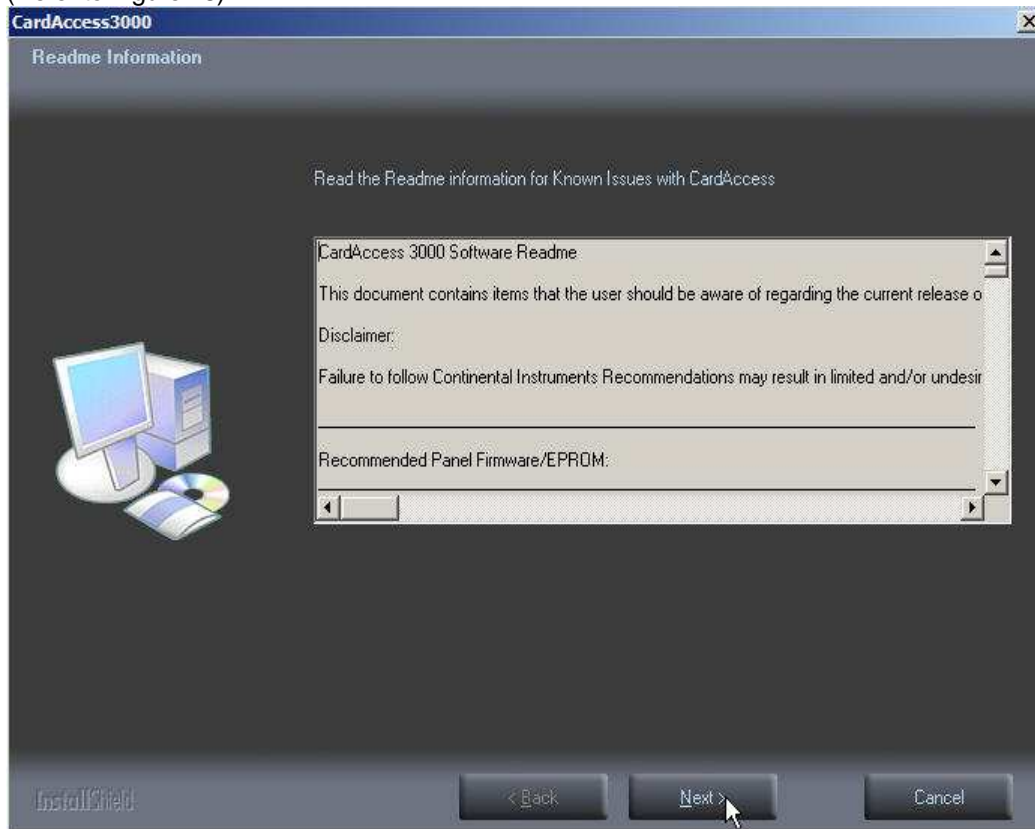 CardAccess3000
Readme Information
Read the Readme information for Known Issues with CardAccess
CardAccess 3000 Software Readme
This document contains items that the user should be aware of regarding the current release o
Disclaimer:
Failure to follow Continental Instruments Recommendations may result in limited and/or undesir
Recommended Panel Firmware/EPROM:
InstallShield
< Back
Next >
Cancel